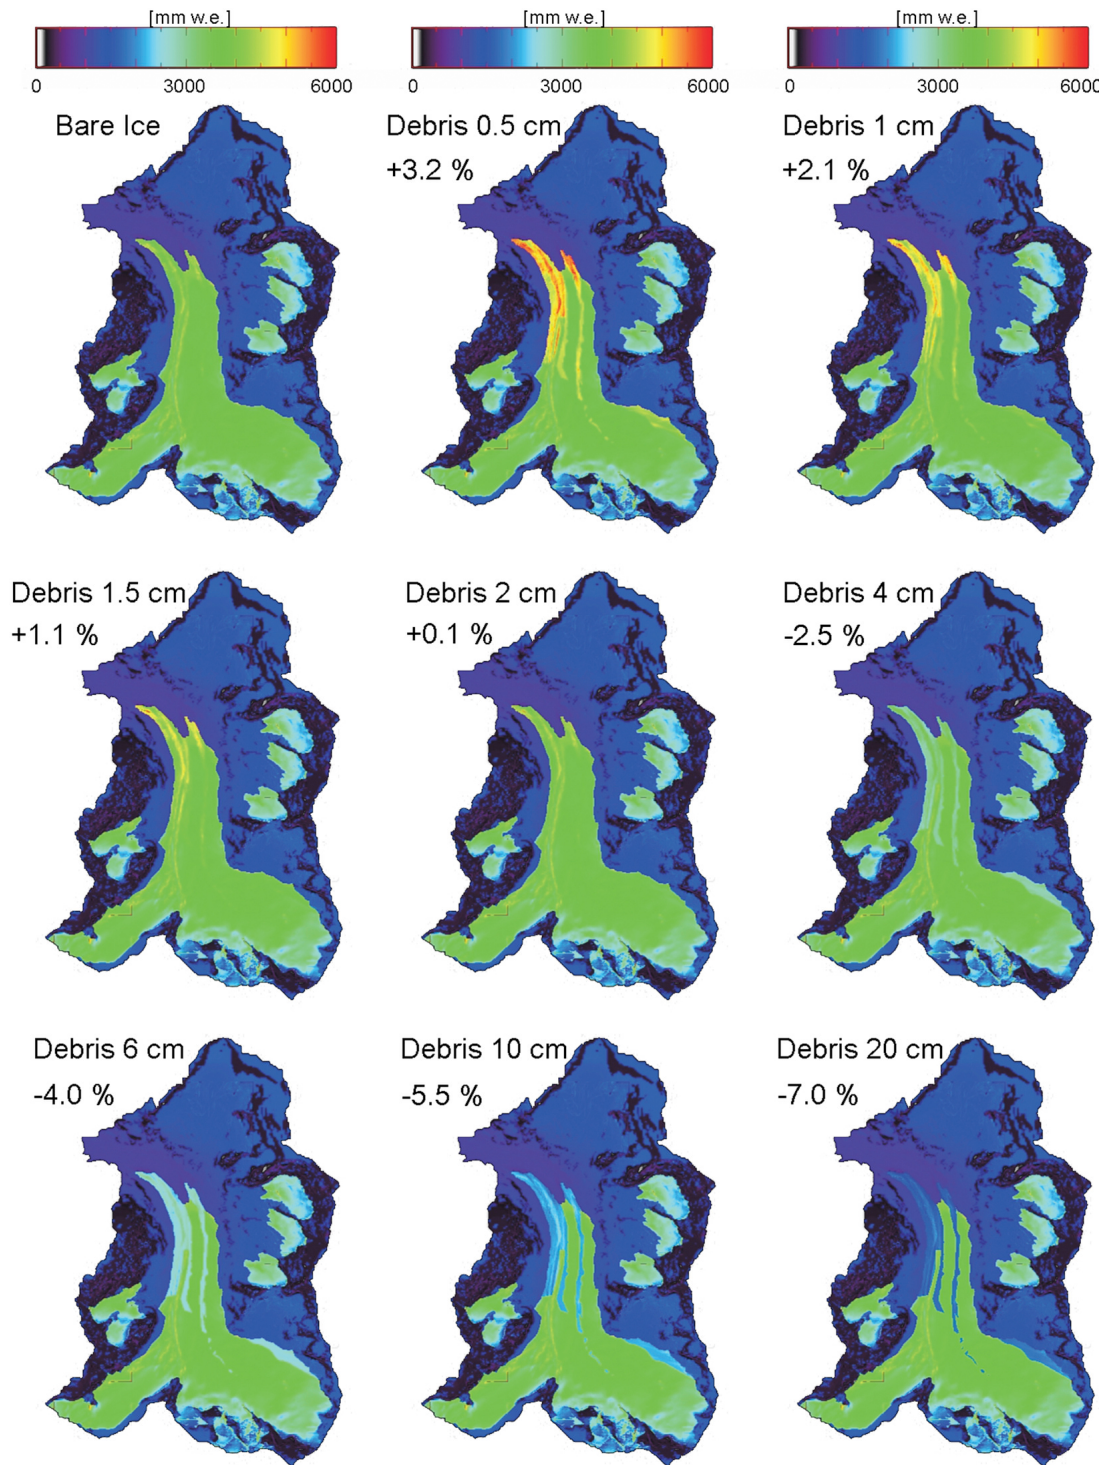 [mm w.e.] [mm w.e.] [mm w.e.]
0 3000 6000 0 3000 6000 0 3000 6000
Bare Ice
Debris 0.5 cm
+3.2 %
Debris 1 cm
+2.1 %
Debris 1.5 cm
+1.1 %
Debris 2 cm
+0.1 %
Debris 4 cm
-2.5 %
Debris 6 cm
-4.0 %
Debris 10 cm
-5.5 %
Debris 20 cm
-7.0 %